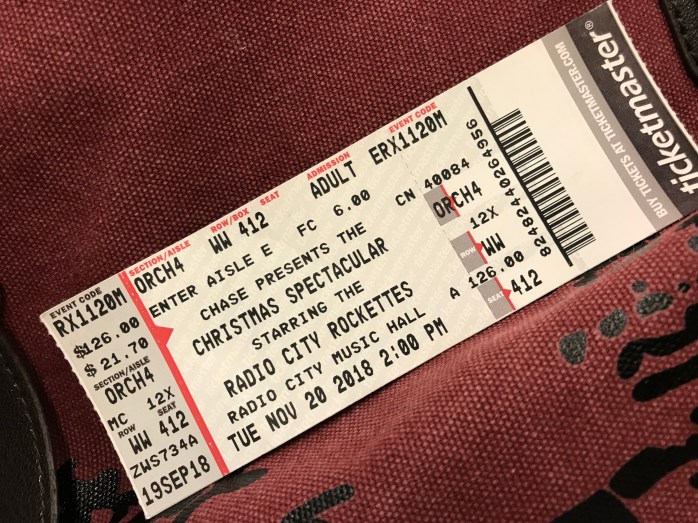 EVENT CODE
RX1120M
$126.00
$ 21.70
SECTION/AISLE
ORCH4
MC 12X
ROW SEAT
WW 412
ZWS734A
19SEP18
SECTION/AISLE ROW/BOX SEAT ADMISSION EVENT CODE
ORCH4 WW 412 ADULT ERX1120M
ENTER AISLE E FC 6.00 CN 40084
CHASE PRESENTS THE
CHRISTMAS SPECTACULAR
STARRING THE
RADIO CITY ROCKETTES
RADIO CITY MUSIC HALL
TUE NOV 20 2018 2:00 PM
ORCH4
12X
ROW WW
A 126.00
SEAT 412
8248240264956
BUY TICKETS AT TICKETMASTER.COM
ticketmaster®